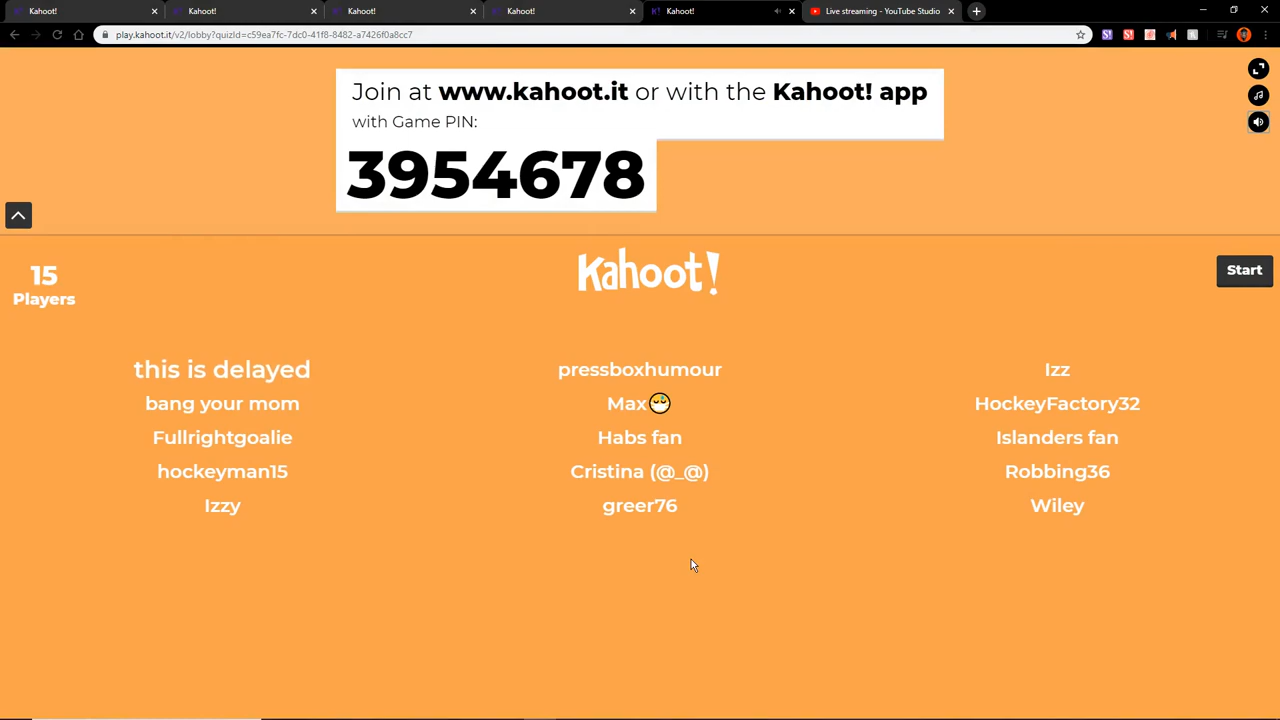 Kahoot!
Kahoot!
Kahoot!
Kahoot!
Kahoot!
Live streaming - YouTube Studio
play.kahoot.it/v2/lobby?quizId=c59ea7fc-7dc0-41f8-8482-a7426f0a8cc7
Join at www.kahoot.it or with the Kahoot! app
with Game PIN:
3954678
15
Players
Kahoot!
Start
this is delayed
pressboxhumour
Izz
bang your mom
Max
HockeyFactory32
Fullrightgoalie
Habs fan
Islanders fan
hockeyman15
Cristina (@_@)
Robbing36
Izzy
greer76
Wiley